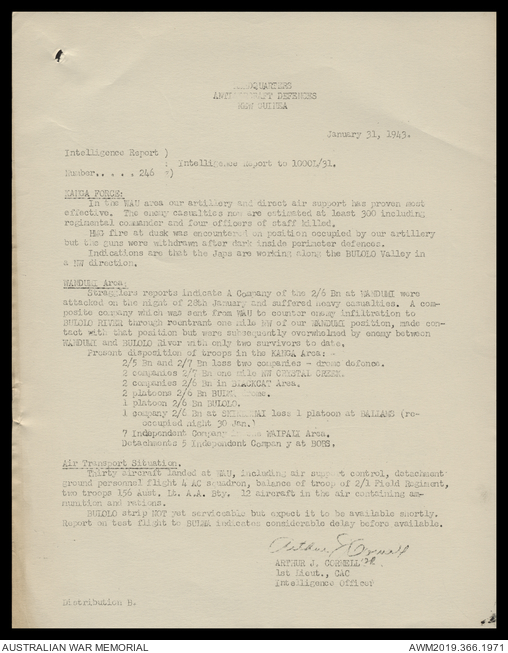 HEADQUARTERS
ANTI-AIRCRAFT DEFENCES
NEW GUINEA
January 31, 1943.
Intelligence Report )
: Intelligence Report to 1000L/31.
Number.. . . . 246 )
KANGA FORCE:
In the WAU area our artillery and direct air support has proven most
effective. The enemy casualties now are estimated at least 300 including
regimental commander and four officers of staff killed.
HMG fire at dusk was encountered on position occupied by our artillery
but the guns were withdrawn after dark inside perimeter defences.
Indications are that the Japs are working along the BULOLO Valley in
a NW direction.
WANDUMI Area:
Stragglers reports indicate A Company of the 2/6 Bn at WANDUMI were
attacked on the night of 28th January and suffered heavy casualties. A com-
posite company which was sent from WAU to counter enemy infiltration to
BULOLO RIVER through rountrant one mile NW of our WANDUMI position, made con-
tact with that position but were subsequently overwhelmed by enemy between
WANDUMI and BULOLO River with only two survivors to date.
Present disposition of troops in the KANGA Area: -
2/5 Bn and 2/7 Bn less two companies - drome defence.
2 companies 2/7 Bn one mile NW CRYSTAL CREEK.
2 companies 2/6 Bn in BLACKCAT Area.
2 platoons 2/6 Bn drome.
1 platoon 2/6 Bn BULOLO.
1 company 2/6 Bn at SKINDEWAI less 1 platoon at BALLAMS (re-
occupied night 30 Jan.)
7 Independent Company WAIPALI Area.
Detachments 5 Independent Company at
Air Transport Situation.
Thirty aircraft landed at WAU, including air support control, detachment
ground personnel flight 4 AC squadron, balance of troop of 2/1 Field Regiment,
two troops 156 Aust. Lt. A.A. Bty. 12 aircraft in the air containing am-
munition and rations.
BULOLO strip NOT yet serviceable but expect it to be available shortly.
Report on test flight to indicates considerable delay before available.
Arthur J Cornell
ARTHUR J. CORNELL
1st Lieut., CAC
Intelligence Officer
Distribution B.
AUSTRALIAN WAR MEMORIAL
AWM2019.366.1971